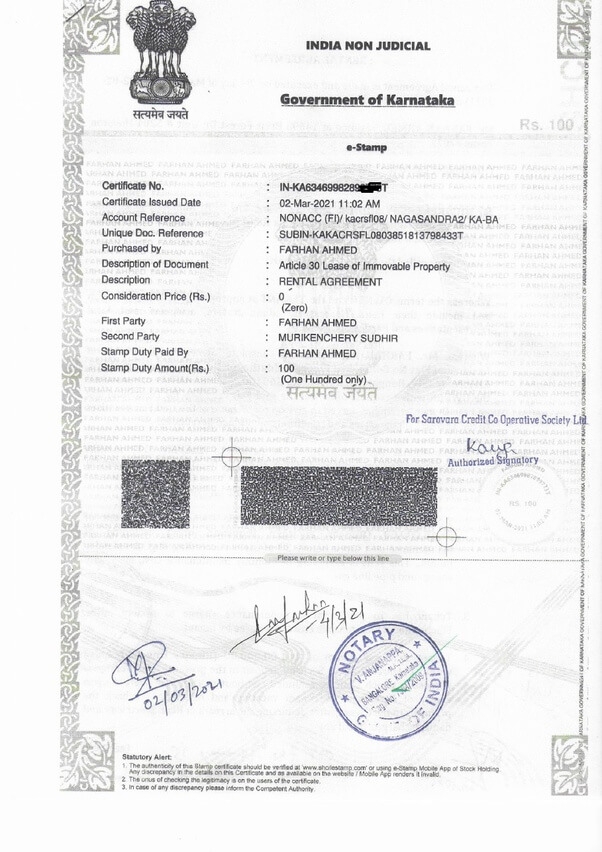 सत्यमेव जयते
INDIA NON JUDICIAL
Government of Karnataka
Rs. 100
e-Stamp
Certificate No. : IN-KA6346998289 T
Certificate Issued Date : 02-Mar-2021 11:02 AM
Account Reference : NONACC (FI)/ kacrsfl08/ NAGASANDRA2/ KA-BA
Unique Doc. Reference : SUBIN-KAKACRSFL0803851813798433T
Purchased by : FARHAN AHMED
Description of Document : Article 30 Lease of Immovable Property
Description : RENTAL AGREEMENT
Consideration Price (Rs.) : 0
(Zero)
First Party : FARHAN AHMED
Second Party : MURIKENCHERY SUDHIR
Stamp Duty Paid By : FARHAN AHMED
Stamp Duty Amount(Rs.) : 100
(One Hundred only)
सत्यमेव जयते
For Saravara Credit Co Operative Society Ltd.
Authorized Signatory
RS. 100
Please write or type below this line
4/3/21
02/03/2021
NOTARY
V. ANJANAPPA
BANGALORE, Karnataka
OF INDIA
Statutory Alert:
1. The authenticity of this Stamp certificate should be verified at 'www.shcilestamp.com' or using e-Stamp Mobile App of Stock Holding.
Any discrepancy in the details on this Certificate and as available on the website / Mobile App renders it invalid.
2. The onus of checking the legitimacy is on the users of the certificate.
3. In case of any discrepancy please inform the Competent Authority.